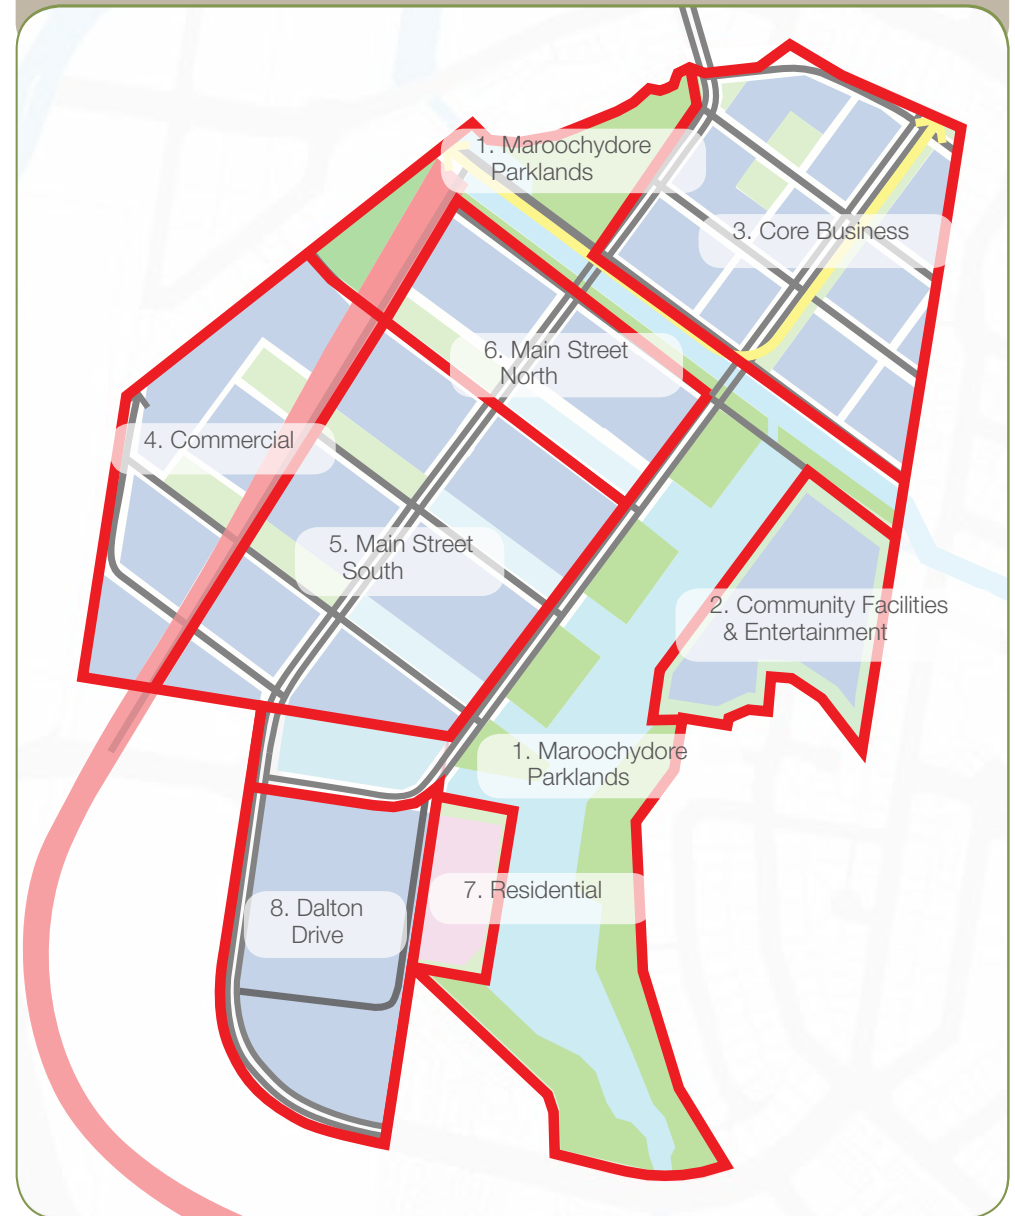 1. Maroochydore
Parklands
3. Core Business
6. Main Street
North
4. Commercial
5. Main Street
South
2. Community Facilities
& Entertainment
1. Maroochydore
Parklands
7. Residential
8. Dalton
Drive